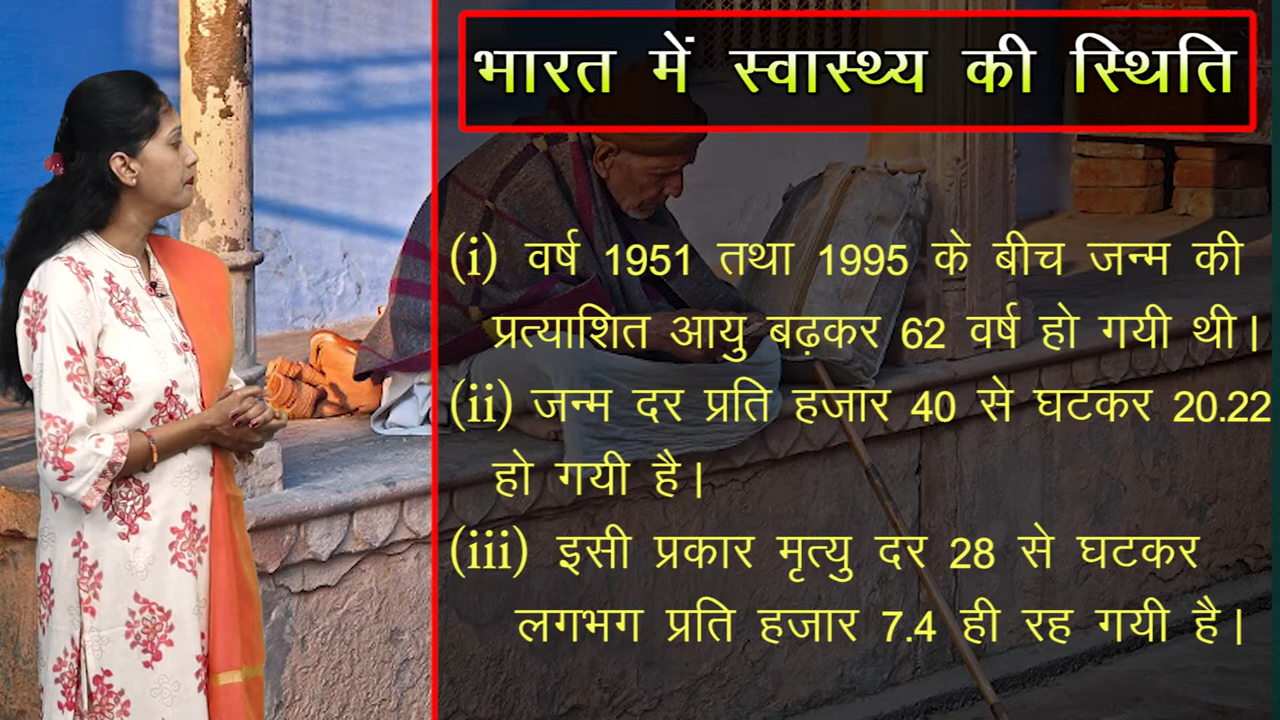 भारत में स्वास्थ्य की स्थिति
(i) वर्ष 1951 तथा 1995 के बीच जन्म की
प्रत्याशित आयु बढ़कर 62 वर्ष हो गयी थी।
(ii) जन्म दर प्रति हजार 40 से घटकर 20.22
हो गयी है।
(iii) इसी प्रकार मृत्यु दर 28 से घटकर
लगभग प्रति हजार 7.4 ही रह गयी है।